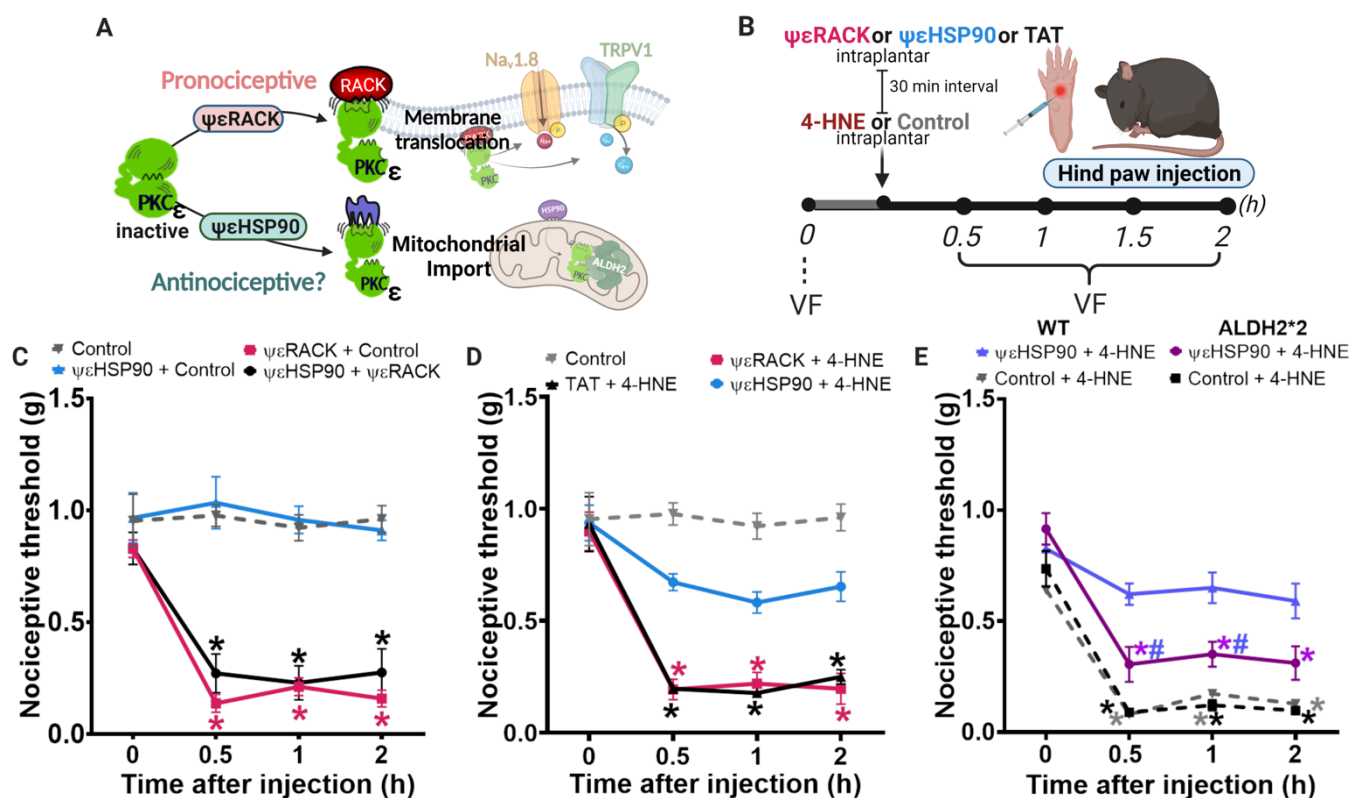 A
Pronociceptive
ψεRACK
RACK
PKCε
inactive
PKCε
ψεHSP90
Antinociceptive?
PKCε
Membrane
translocation
Nav1.8
TRPV1
PKC
Mitochondrial
Import
HSP90
PKC
ALDH2
B
ψεRACK or ψεHSP90 or TAT
intraplantar
30 min interval
4-HNE or Control
intraplantar
Hind paw injection
(h)
0 0.5 1 1.5 2
VF VF
C
Control
ψεHSP90 + Control
ψεRACK + Control
ψεHSP90 + ψεRACK
Nociceptive threshold (g)
1.5
1.0
0.5
0.0
* * *
* * *
0 0.5 1 2
Time after injection (h)
D
Control
TAT + 4-HNE
ψεRACK + 4-HNE
ψεHSP90 + 4-HNE
Nociceptive threshold (g)
1.5
1.0
0.5
0.0
* * *
* * *
0 0.5 1 2
Time after injection (h)
E
WT
ψεHSP90 + 4-HNE
Control + 4-HNE
ALDH2*2
ψεHSP90 + 4-HNE
Control + 4-HNE
Nociceptive threshold (g)
1.5
1.0
0.5
0.0
*# *# *
* * *
* * *
0 0.5 1 2
Time after injection (h)